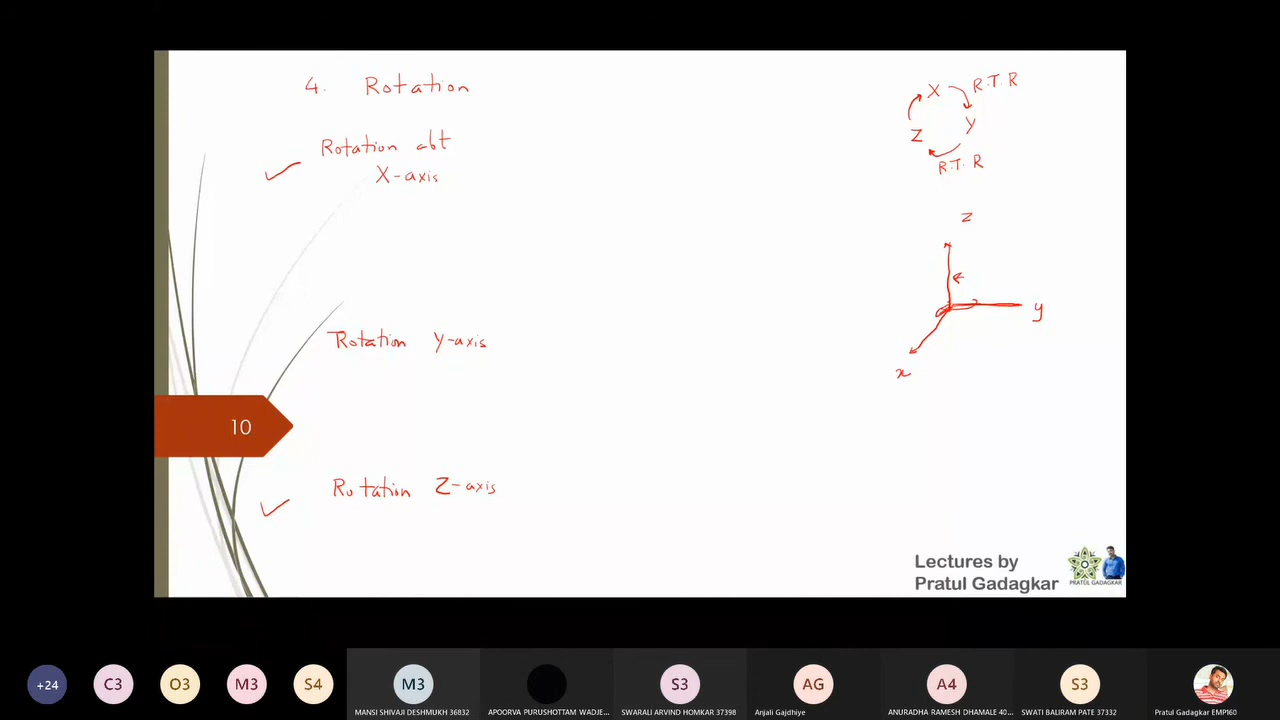 4. Rotation
Rotation abt
X-axis
Rotation Y-axis
Rotation Z-axis
X
R.T.R
Y
Z
R.T.R
z
y
x
10
Lectures by
Pratul Gadagkar
PRATUL GADAGKAR
+24
C3
O3
M3
S4
M3
S3
AG
A4
S3
MANSI SHIVAJI DESHMUKH 36832
APOORVA PURUSHOTTAM WADJE...
SWARALI ARVIND HOMKAR 37398
Anjali Gajdhiye
ANURADHA RAMESH DHAMALE 40...
SWATI BALIRAM PATE 37332
Pratul Gadagkar EMP160